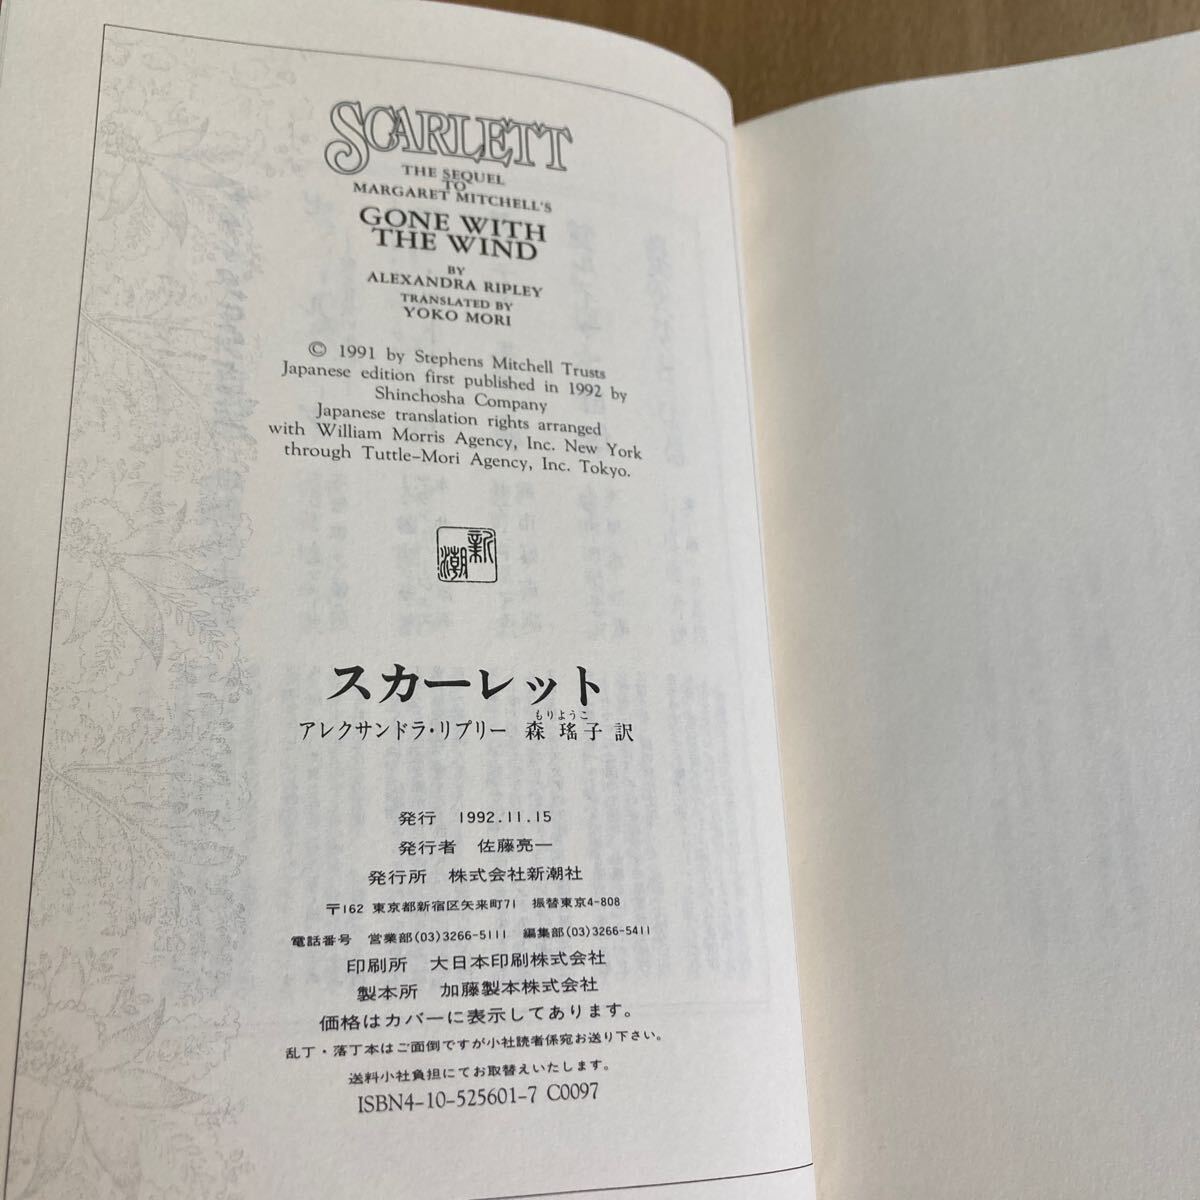 SCARLETT
THE SEQUEL
TO
MARGARET MITCHELL'S
GONE WITH
THE WIND
BY
ALEXANDRA RIPLEY
TRANSLATED BY
YOKO MORI
© 1991 by Stephens Mitchell Trusts
Japanese edition first published in 1992 by
Shinchosha Company
Japanese translation rights arranged
with William Morris Agency, Inc. New York
through Tuttle-Mori Agency, Inc. Tokyo.
新潮
スカーレット
もりようこ
アレクサンドラ・リプリー 森 瑤子 訳
発行 1992.11.15
発行者 佐藤亮一
発行所 株式会社新潮社
〒162 東京都新宿区矢来町71 振替東京4-808
電話番号 営業部(03)3266-5111 編集部(03)3266-5411
印刷所 大日本印刷株式会社
製本所 加藤製本株式会社
価格はカバーに表示してあります。
乱丁・落丁本はご面倒ですが小社読者係宛お送り下さい。
送料小社負担にてお取替えいたします。
ISBN4-10-525601-7 C0097